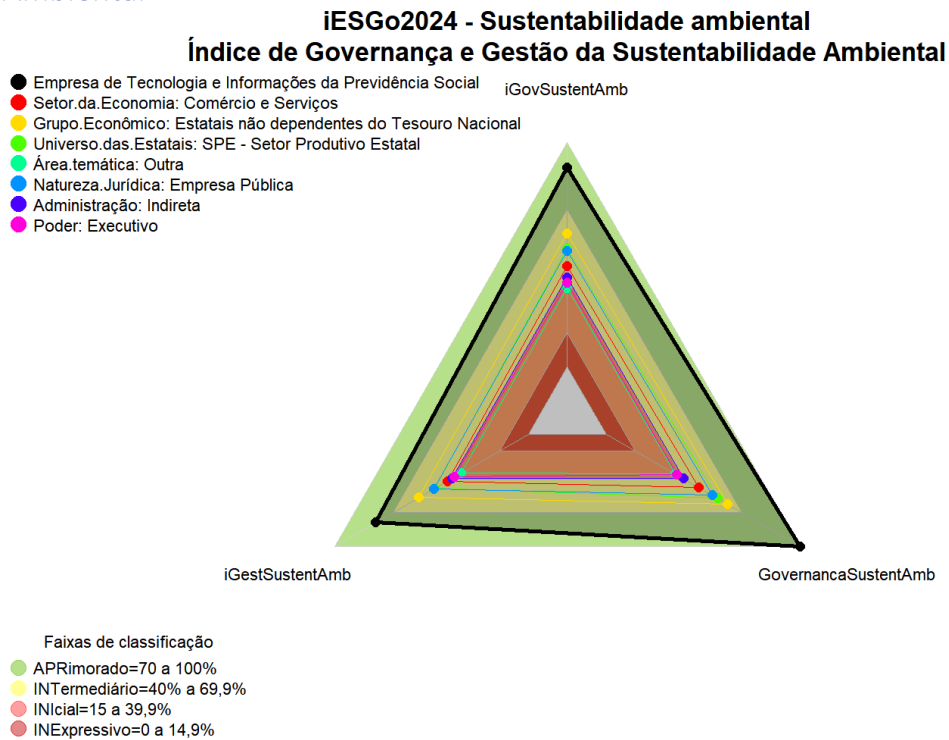 iESGo2024 - Sustentabilidade ambiental
Índice de Governança e Gestão da Sustentabilidade Ambiental
Empresa de Tecnologia e Informações da Previdência Social
iGovSustentAmb
Setor.da.Economia: Comércio e Serviços
Grupo.Econômico: Estatais não dependentes do Tesouro Nacional
Universo.das.Estatais: SPE - Setor Produtivo Estatal
Área.temática: Outra
Natureza.Jurídica: Empresa Pública
Administração: Indireta
Poder: Executivo
iGestSustentAmb
GovernancaSustentAmb
Faixas de classificação
APRimorado=70 a 100%
INTermediário=40% a 69,9%
INIcial=15 a 39,9%
INExpressivo=0 a 14,9%